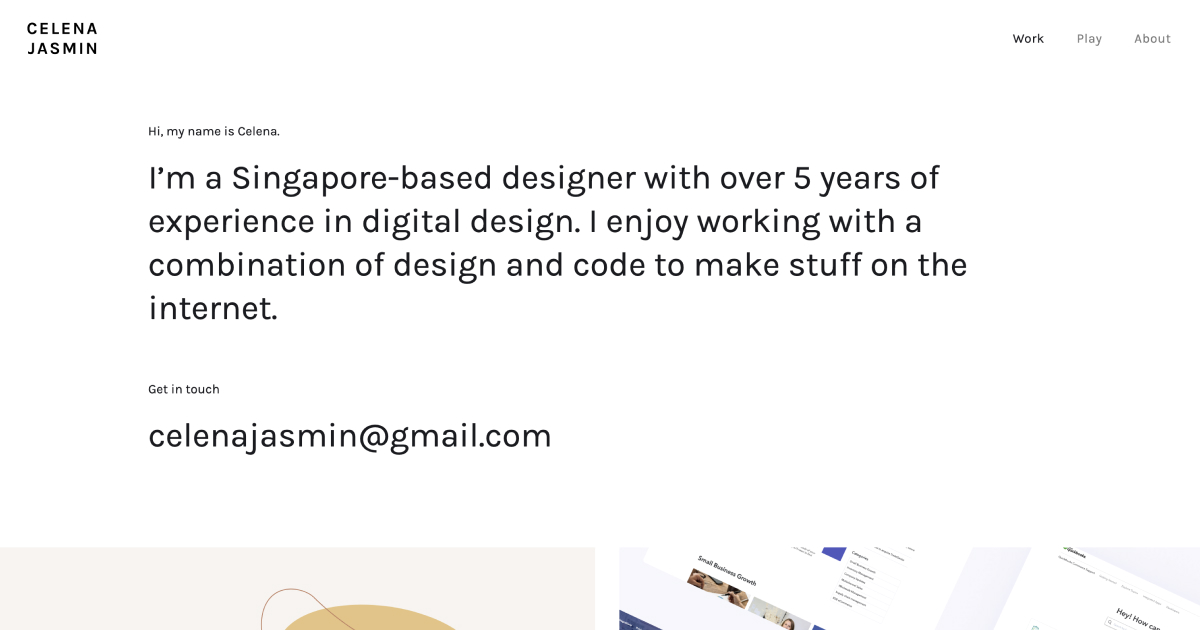 CELENA
JASMIN
Work
Play
About
Hi, my name is Celena.
I’m a Singapore-based designer with over 5 years of
experience in digital design. I enjoy working with a
combination of design and code to make stuff on the
internet.
Get in touch
celenajasmin@gmail.com
Small Business Growth
Categories
Hey! How can